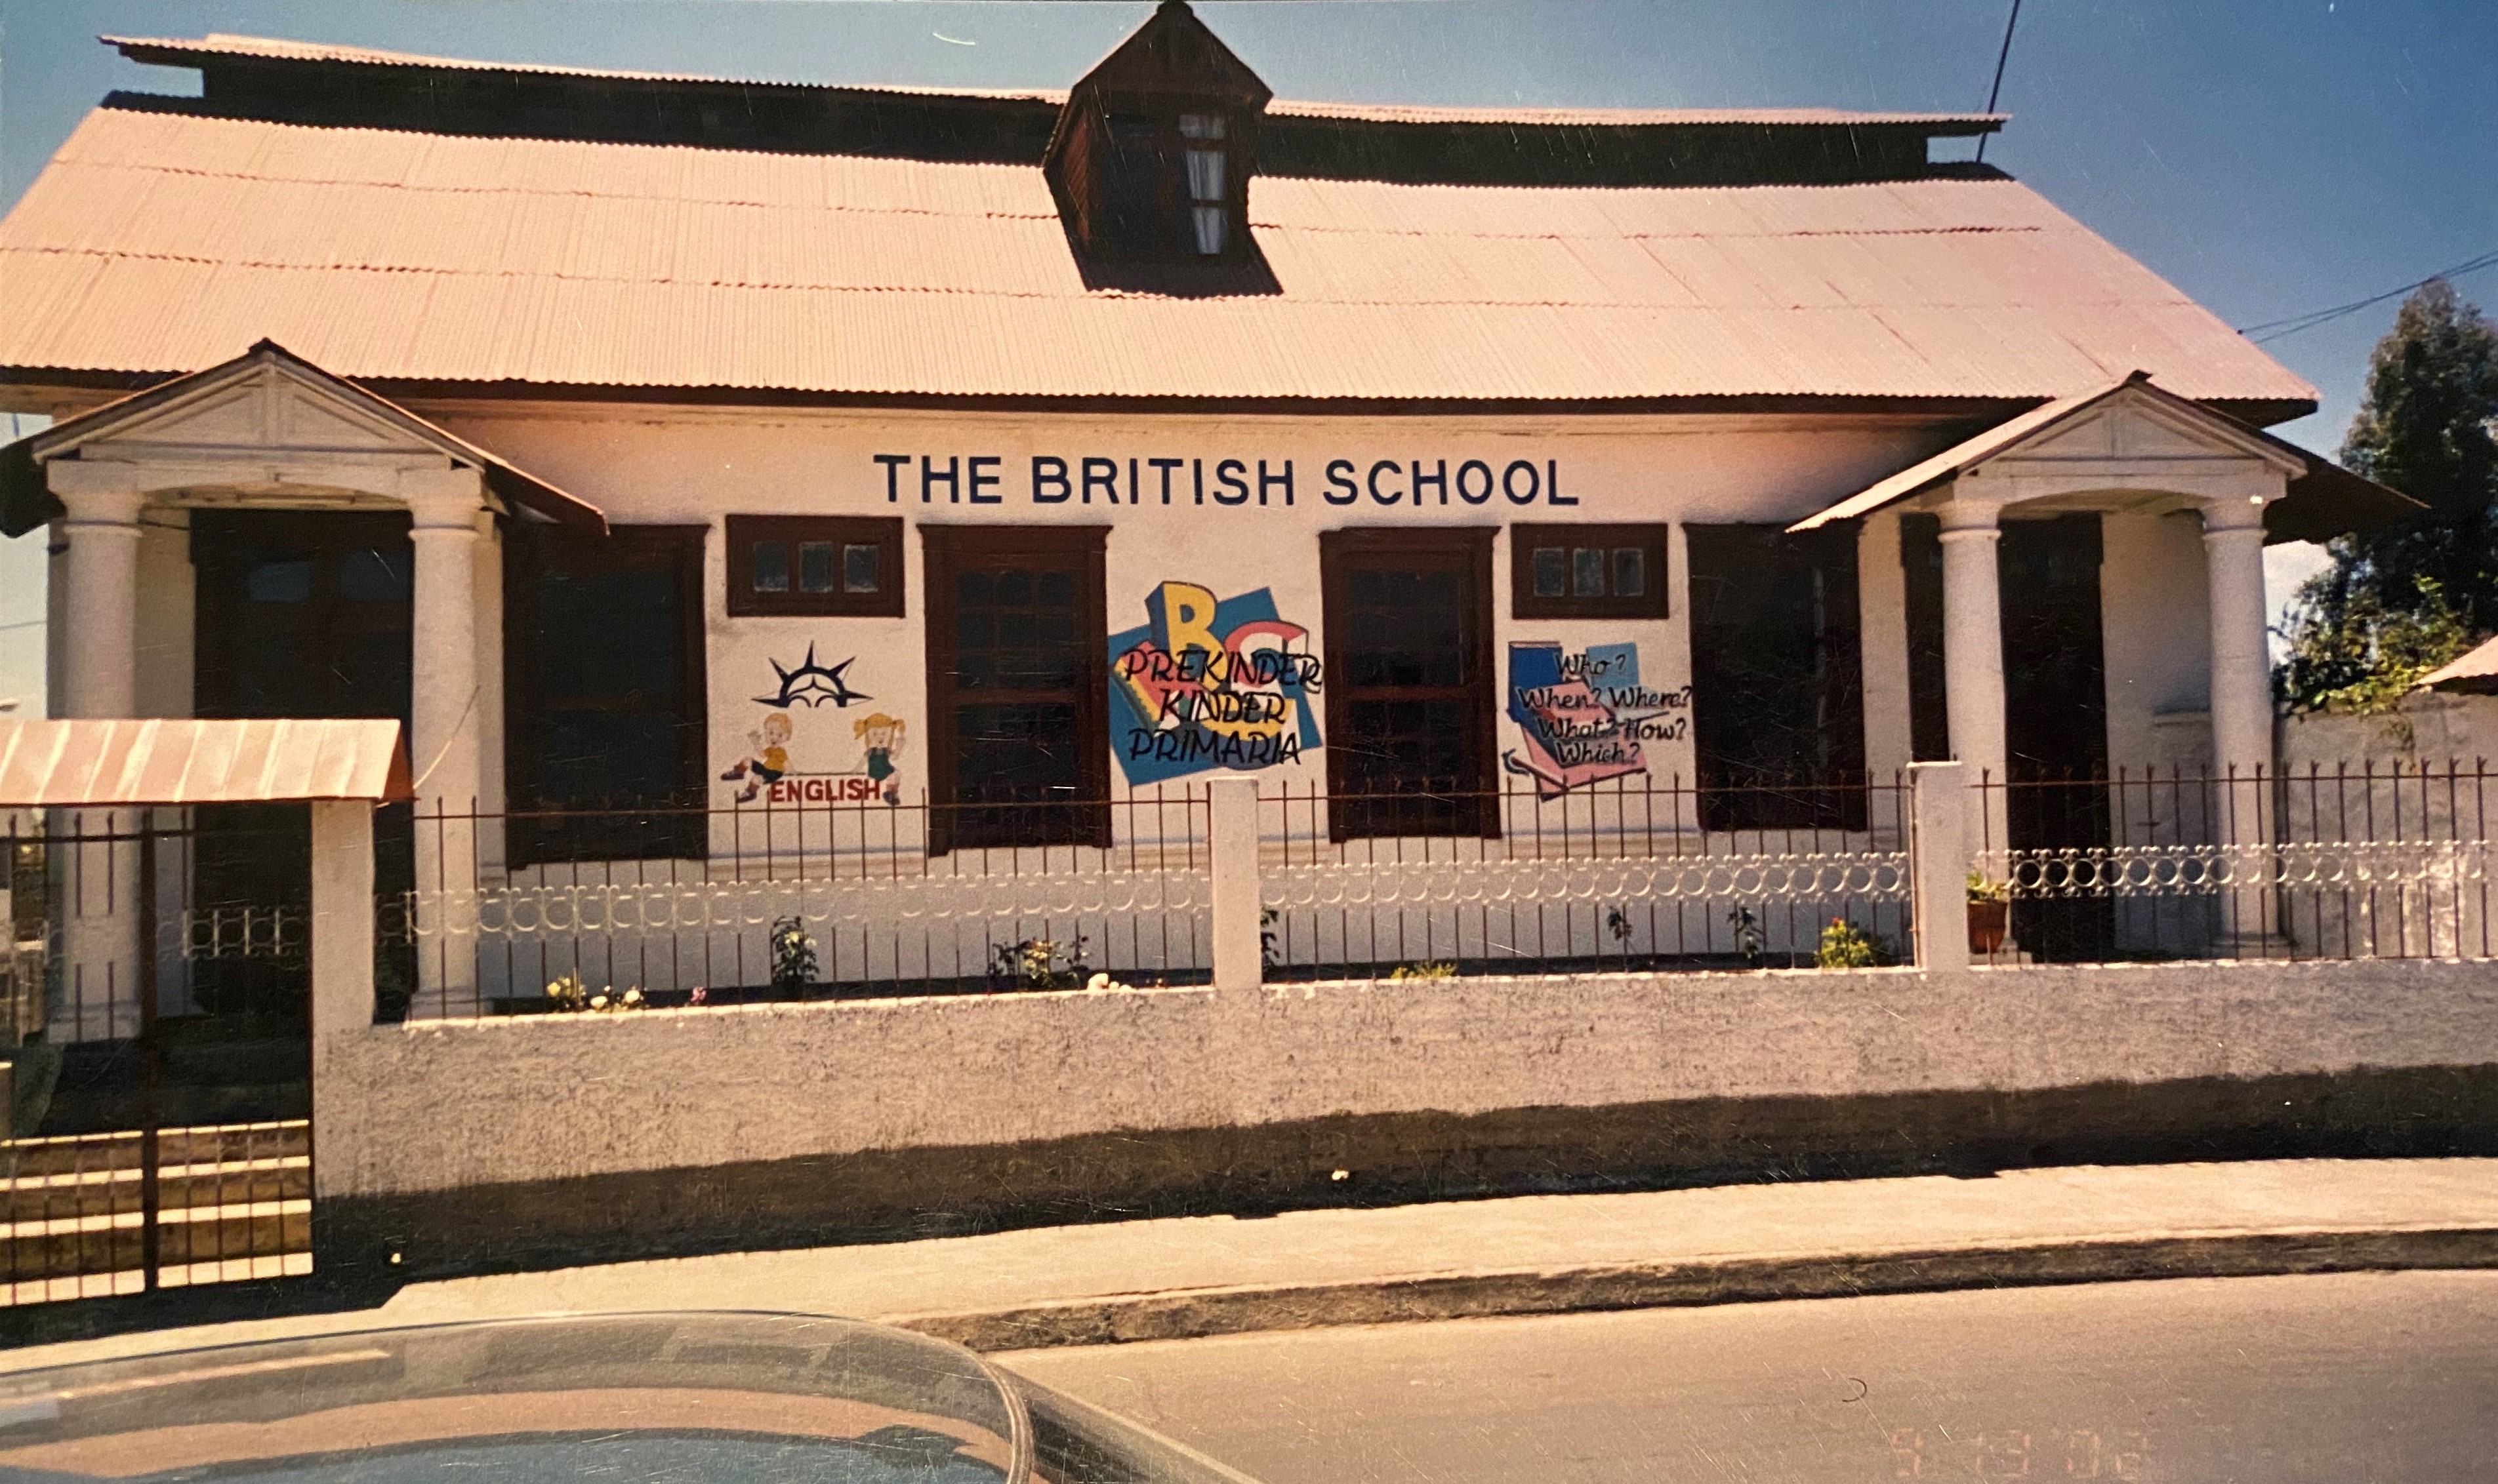 THE BRITISH SCHOOL
ENGLISH
B C
PREKINDER
KINDER
PRIMARIA
Who?
When? Where?
What? How?
Which?